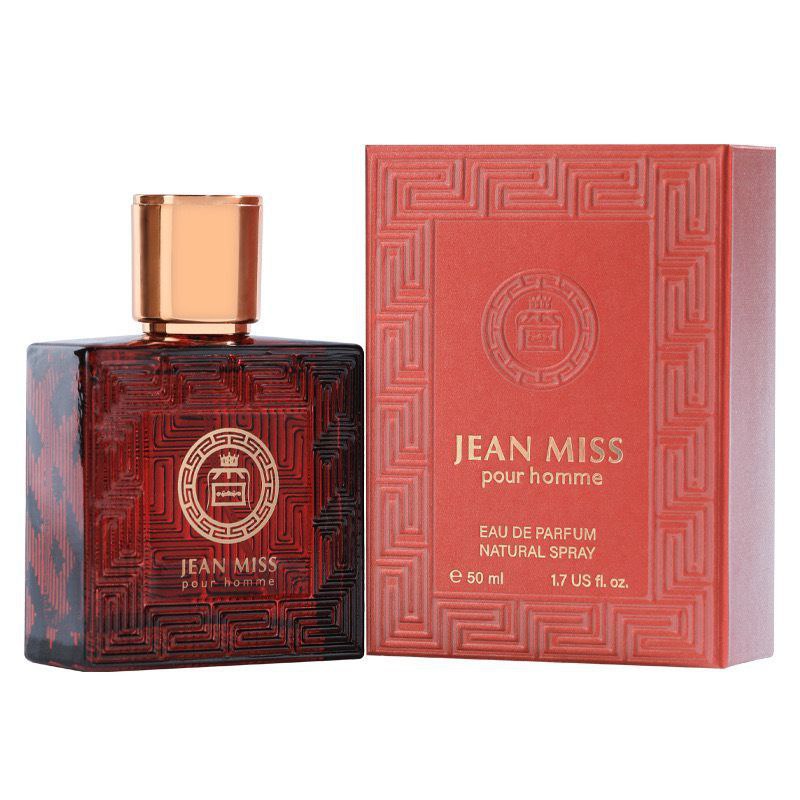 JEAN MISS
pour homme
JEAN MISS
pour homme
EAU DE PARFUM
NATURAL SPRAY
℮ 50 ml 1.7 US fl. oz.